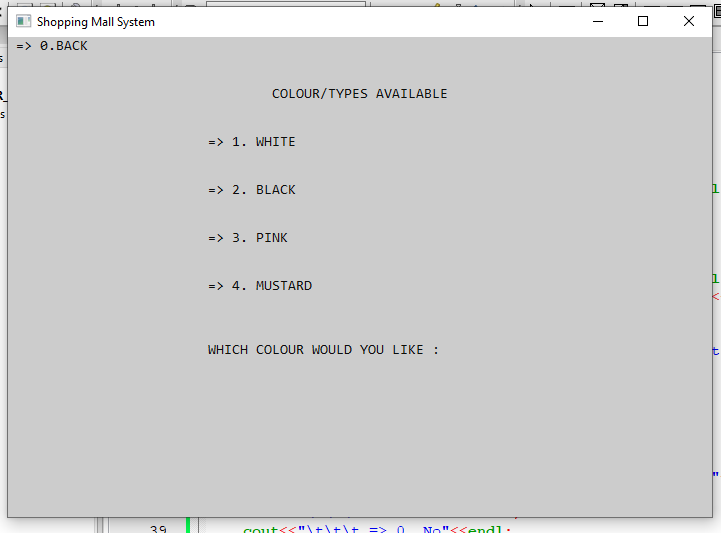 Shopping Mall System
=> 0.BACK
COLOUR/TYPES AVAILABLE
=> 1. WHITE
=> 2. BLACK
=> 3. PINK
=> 4. MUSTARD
WHICH COLOUR WOULD YOU LIKE :
39
cout<<"\t\t\t => 0. No"<<endl;